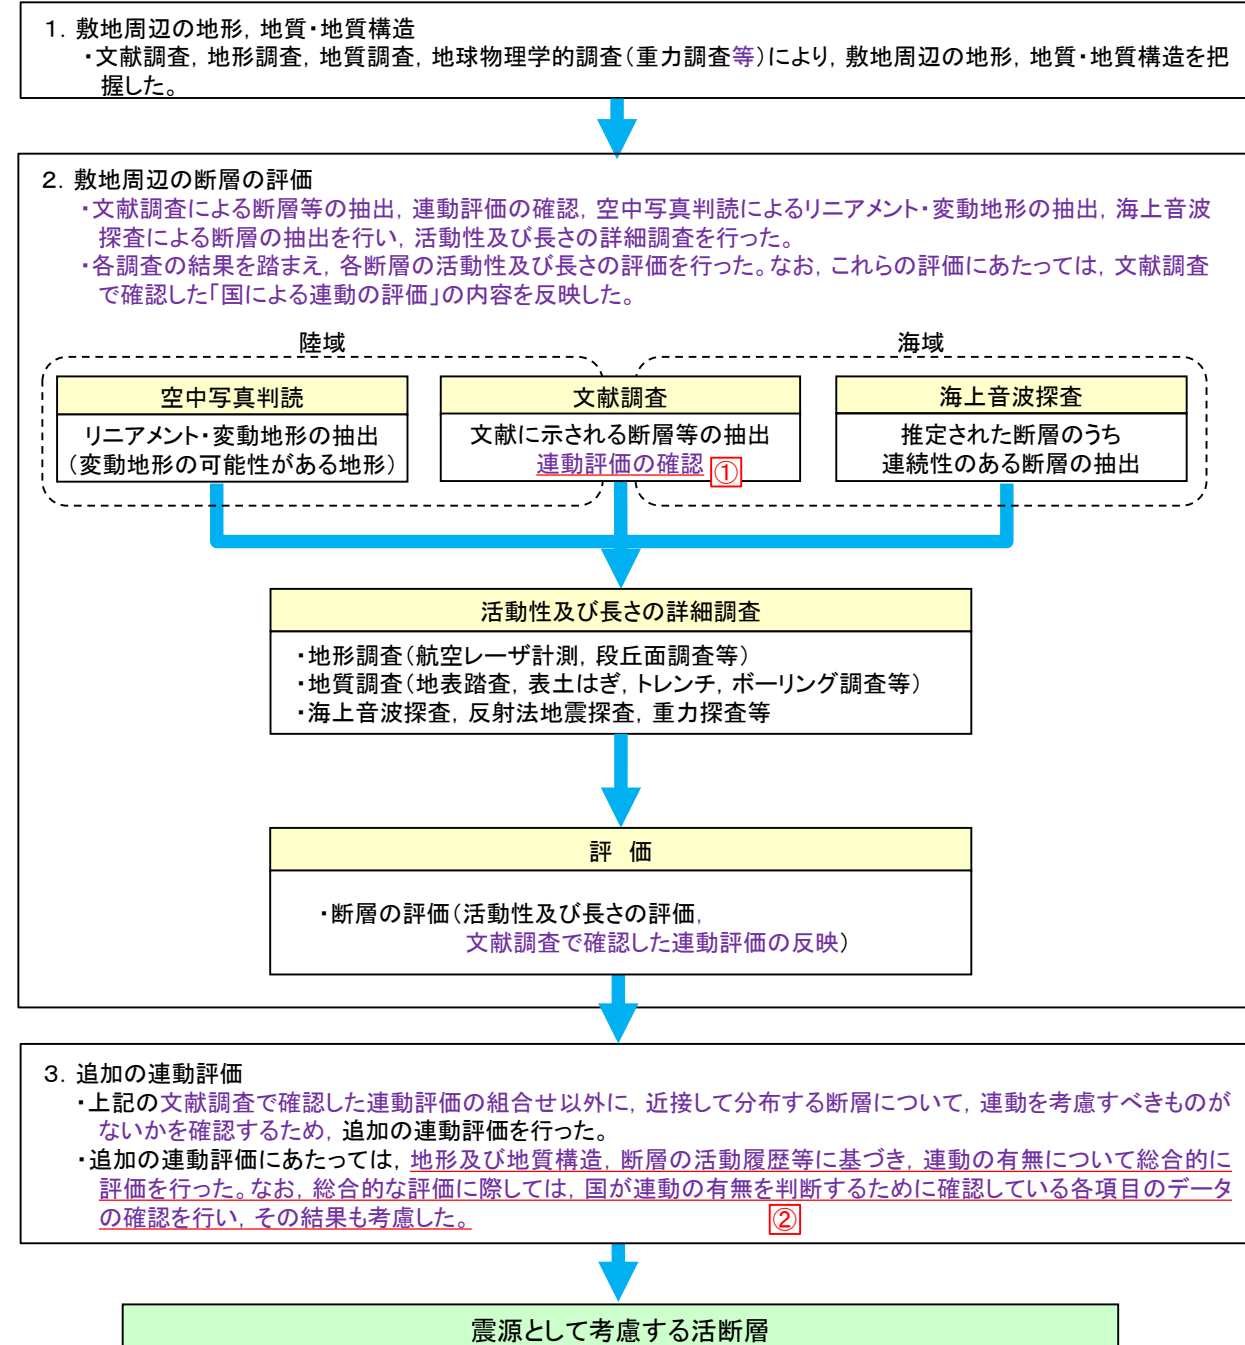 1．敷地周辺の地形，地質・地質構造
・文献調査，地形調査，地質調査，地球物理学的調査（重力調査等）により，敷地周辺の地形，地質・地質構造を把
握した。
2．敷地周辺の断層の評価
・文献調査による断層等の抽出，連動評価の確認，空中写真判読によるリニアメント・変動地形の抽出，海上音波
探査による断層の抽出を行い，活動性及び長さの詳細調査を行った。
・各調査の結果を踏まえ，各断層の活動性及び長さの評価を行った。なお，これらの評価にあたっては，文献調査
で確認した「国による連動の評価」の内容を反映した。
陸域
海域
空中写真判読
リニアメント・変動地形の抽出
（変動地形の可能性がある地形）
文献調査
文献に示される断層等の抽出
連動評価の確認 ①
海上音波探査
推定された断層のうち
連続性のある断層の抽出
活動性及び長さの詳細調査
・地形調査（航空レーザ計測，段丘面調査等）
・地質調査（地表踏査，表土はぎ，トレンチ，ボーリング調査等）
・海上音波探査，反射法地震探査，重力探査等
評 価
・断層の評価（活動性及び長さの評価，
文献調査で確認した連動評価の反映）
3．追加の連動評価
・上記の文献調査で確認した連動評価の組合せ以外に，近接して分布する断層について，連動を考慮すべきものが
ないかを確認するため，追加の連動評価を行った。
・追加の連動評価にあたっては，地形及び地質構造，断層の活動履歴等に基づき，連動の有無について総合的に
評価を行った。なお，総合的な評価に際しては，国が連動の有無を判断するために確認している各項目のデータ
の確認を行い，その結果も考慮した。 ②
震源として考慮する活断層